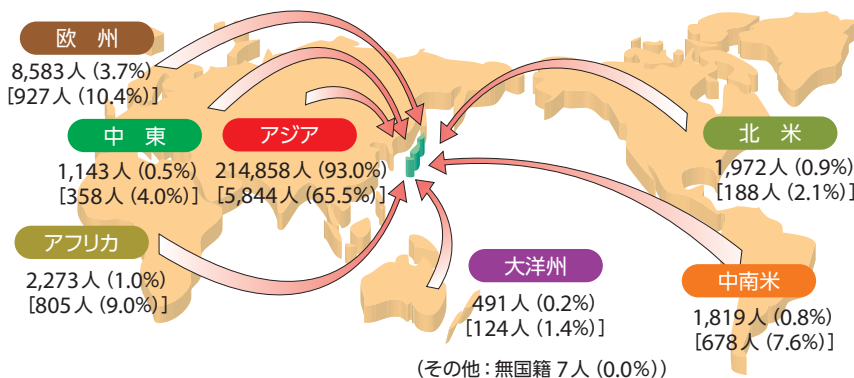 欧 州
8,583人 (3.7%)
[927人 (10.4%)]
中 東
1,143人 (0.5%)
[358人 (4.0%)]
アジア
214,858人 (93.0%)
[5,844人 (65.5%)]
北 米
1,972人 (0.9%)
[188人 (2.1%)]
アフリカ
2,273人 (1.0%)
[805人 (9.0%)]
大洋州
491人 (0.2%)
[124人 (1.4%)]
中南米
1,819人 (0.8%)
[678人 (7.6%)]
(その他：無国籍 7人 (0.0%))